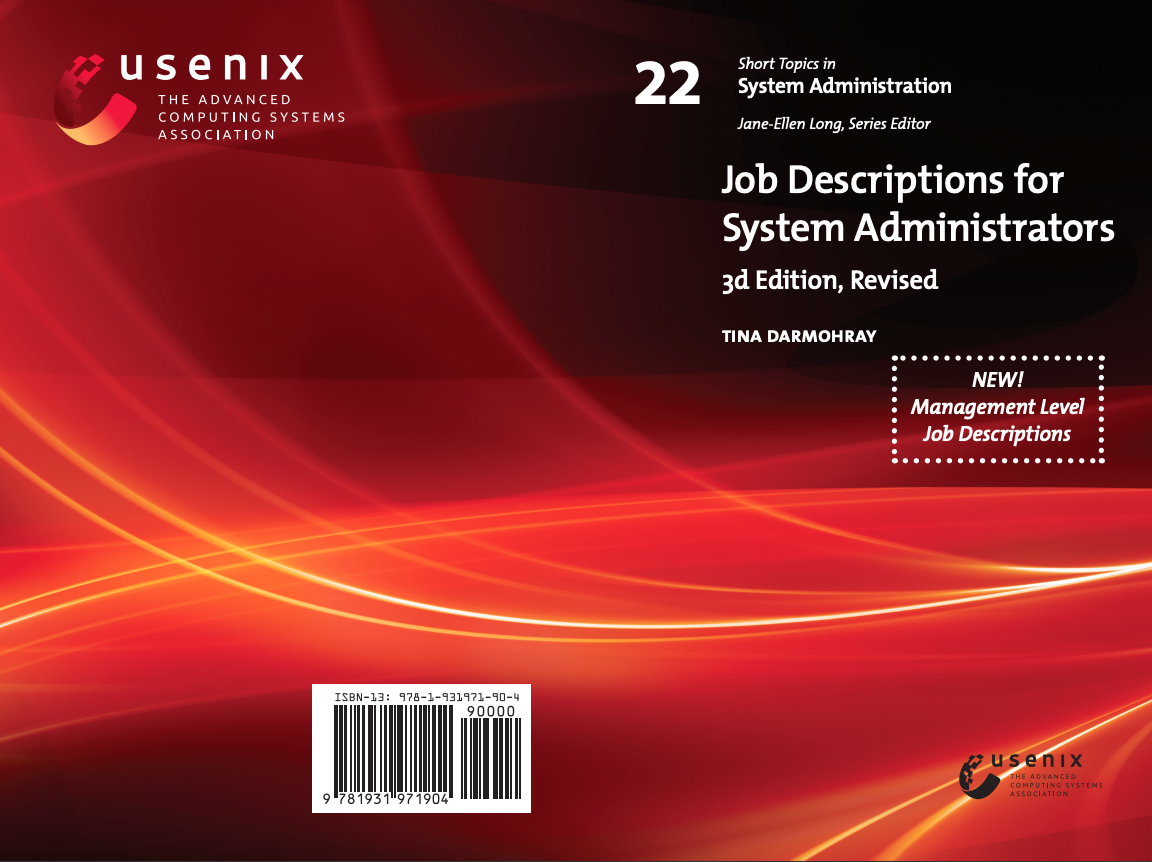 usenix
THE ADVANCED
COMPUTING SYSTEMS
ASSOCIATION
22
Short Topics in
System Administration
Jane-Ellen Long, Series Editor
Job Descriptions for
System Administrators
3d Edition, Revised
TINA DARMOHRAY
NEW!
Management Level
Job Descriptions
ISBN-13: 978-1-931971-90-4
90000
9 781931 971904
usenix
THE ADVANCED
COMPUTING SYSTEMS
ASSOCIATION